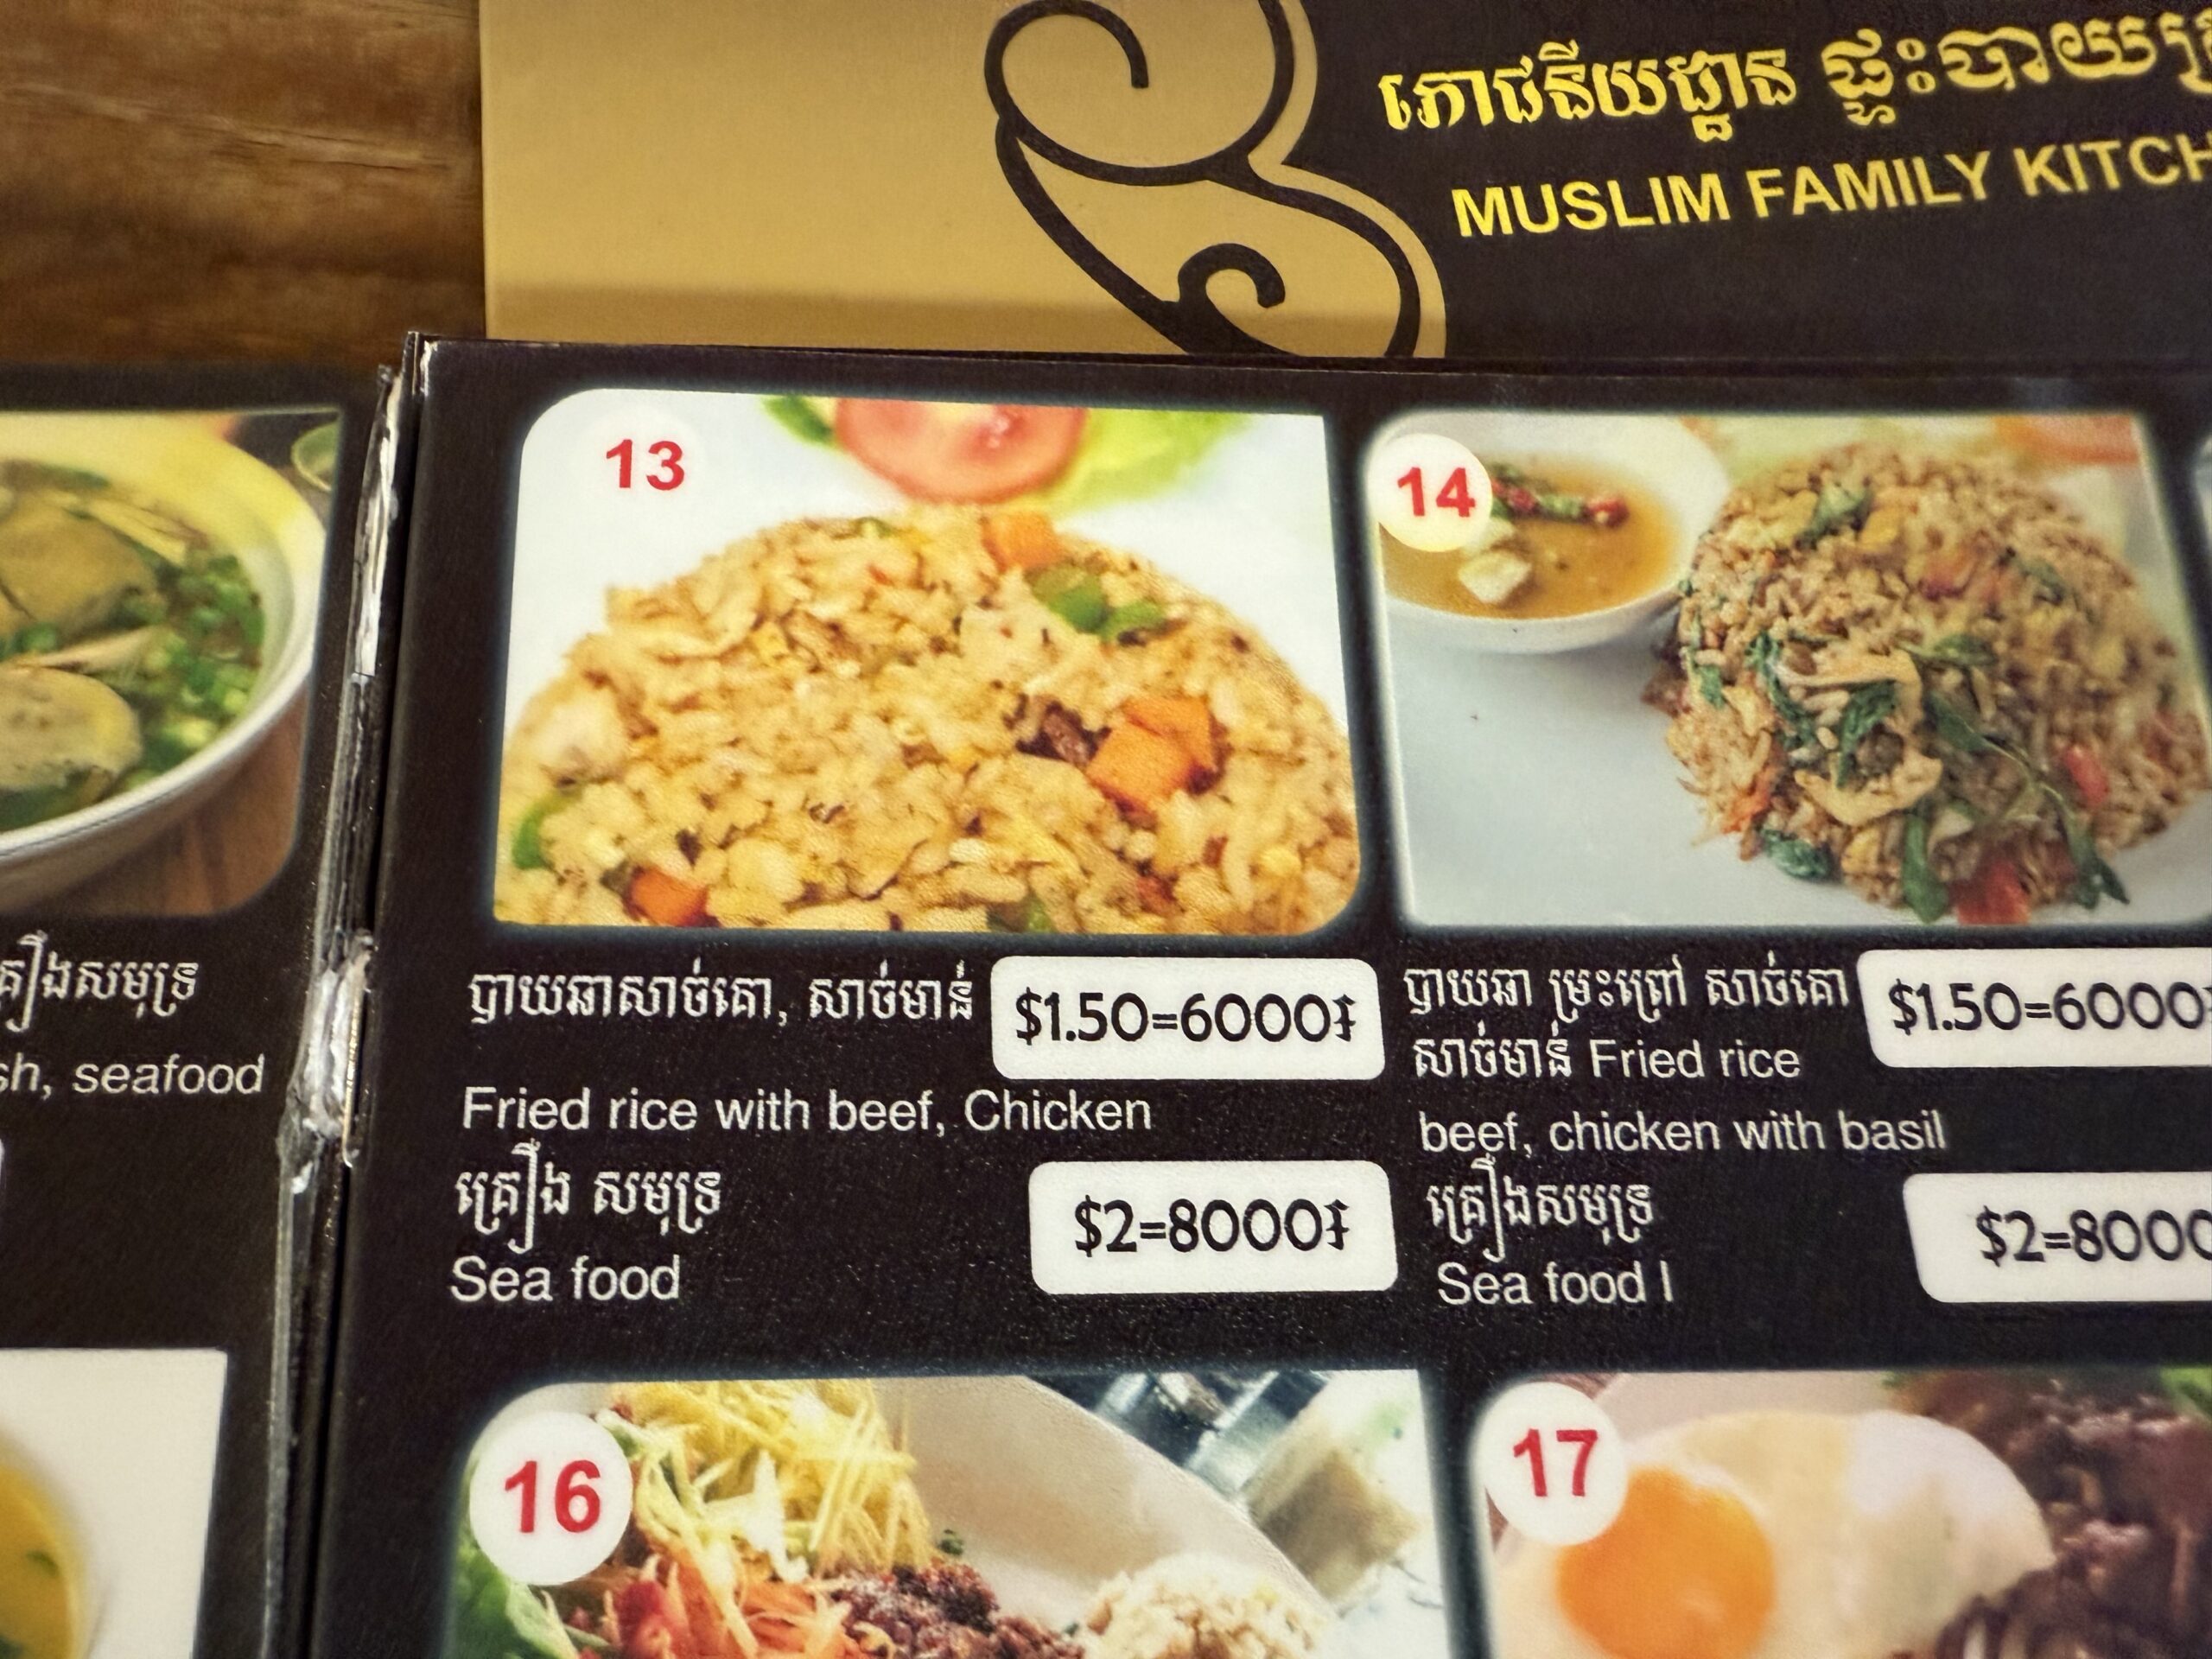 ភោជនីយដ្ឋាន ផ្ទះបាយ
MUSLIM FAMILY KITCH
13
14
គ្រឿងសមុទ្រ
sh, seafood
បាយឆាសាច់គោ, សាច់មាន់
$1.50=6000៛
Fried rice with beef, Chicken
គ្រឿង សមុទ្រ
$2=8000៛
Sea food
បាយឆា ម្រះព្រៅ សាច់គោ
$1.50=6000៛
សាច់មាន់ Fried rice
beef, chicken with basil
គ្រឿងសមុទ្រ
$2=8000
Sea food l
16
17